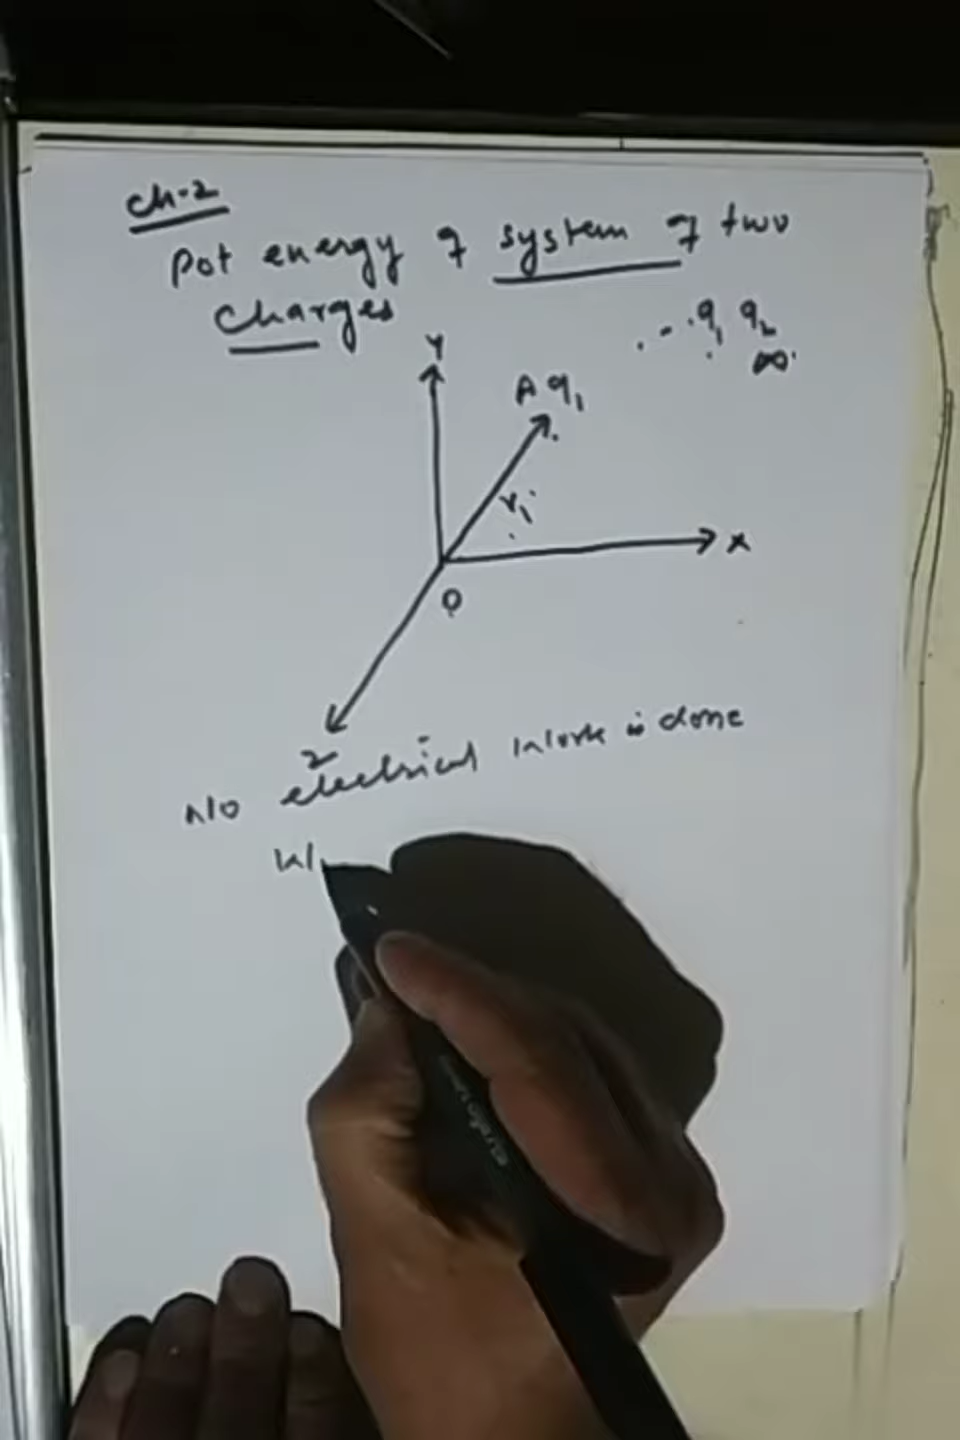 Ch-2
Pot energy of system of two
charges
q1 q2
∞
Y
A q1
r1
X
O
Z
No electrical work is done
W